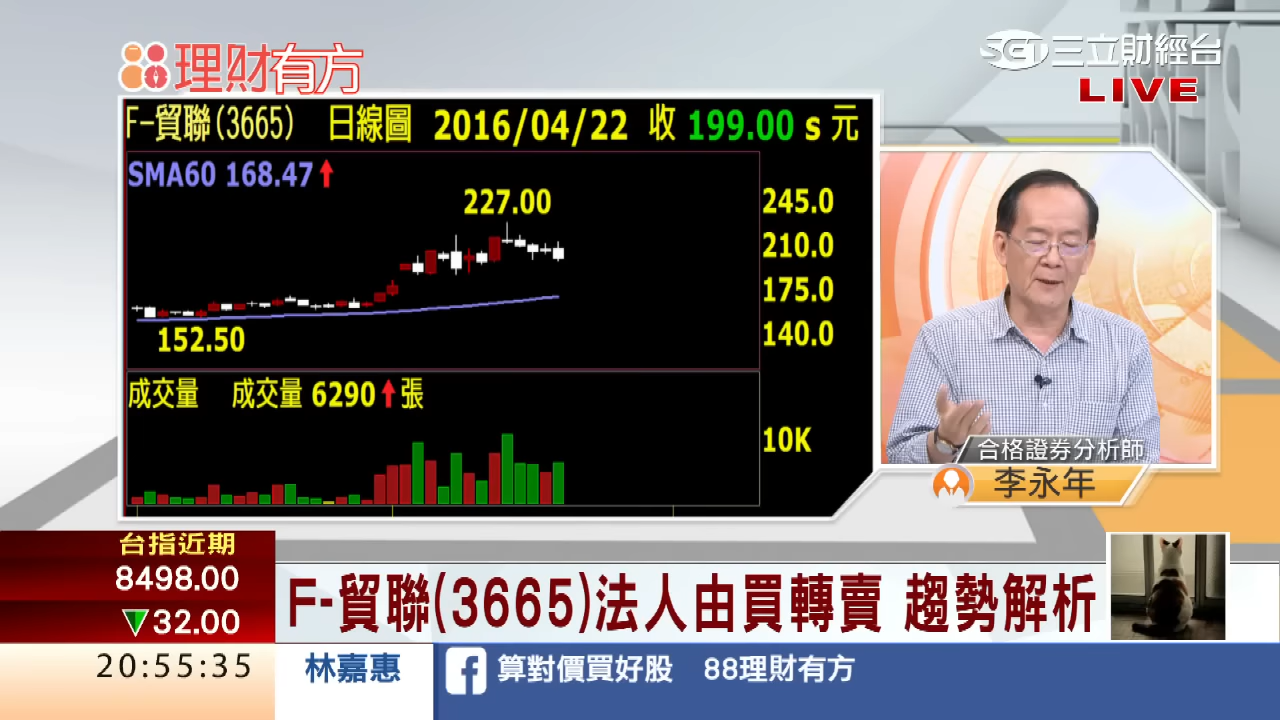 88理財有方
SET三立財經台
LIVE
F-貿聯(3665) 日線圖 2016/04/22 收 199.00 s 元
SMA60 168.47↑
227.00
152.50
245.0
210.0
175.0
140.0
成交量 成交量 6290↑張
10K
合格證券分析師
李永年
台指近期
8498.00
▼32.00
F-貿聯(3665)法人由買轉賣 趨勢解析
20:55:35
林嘉惠
f 算對價買好股 88理財有方